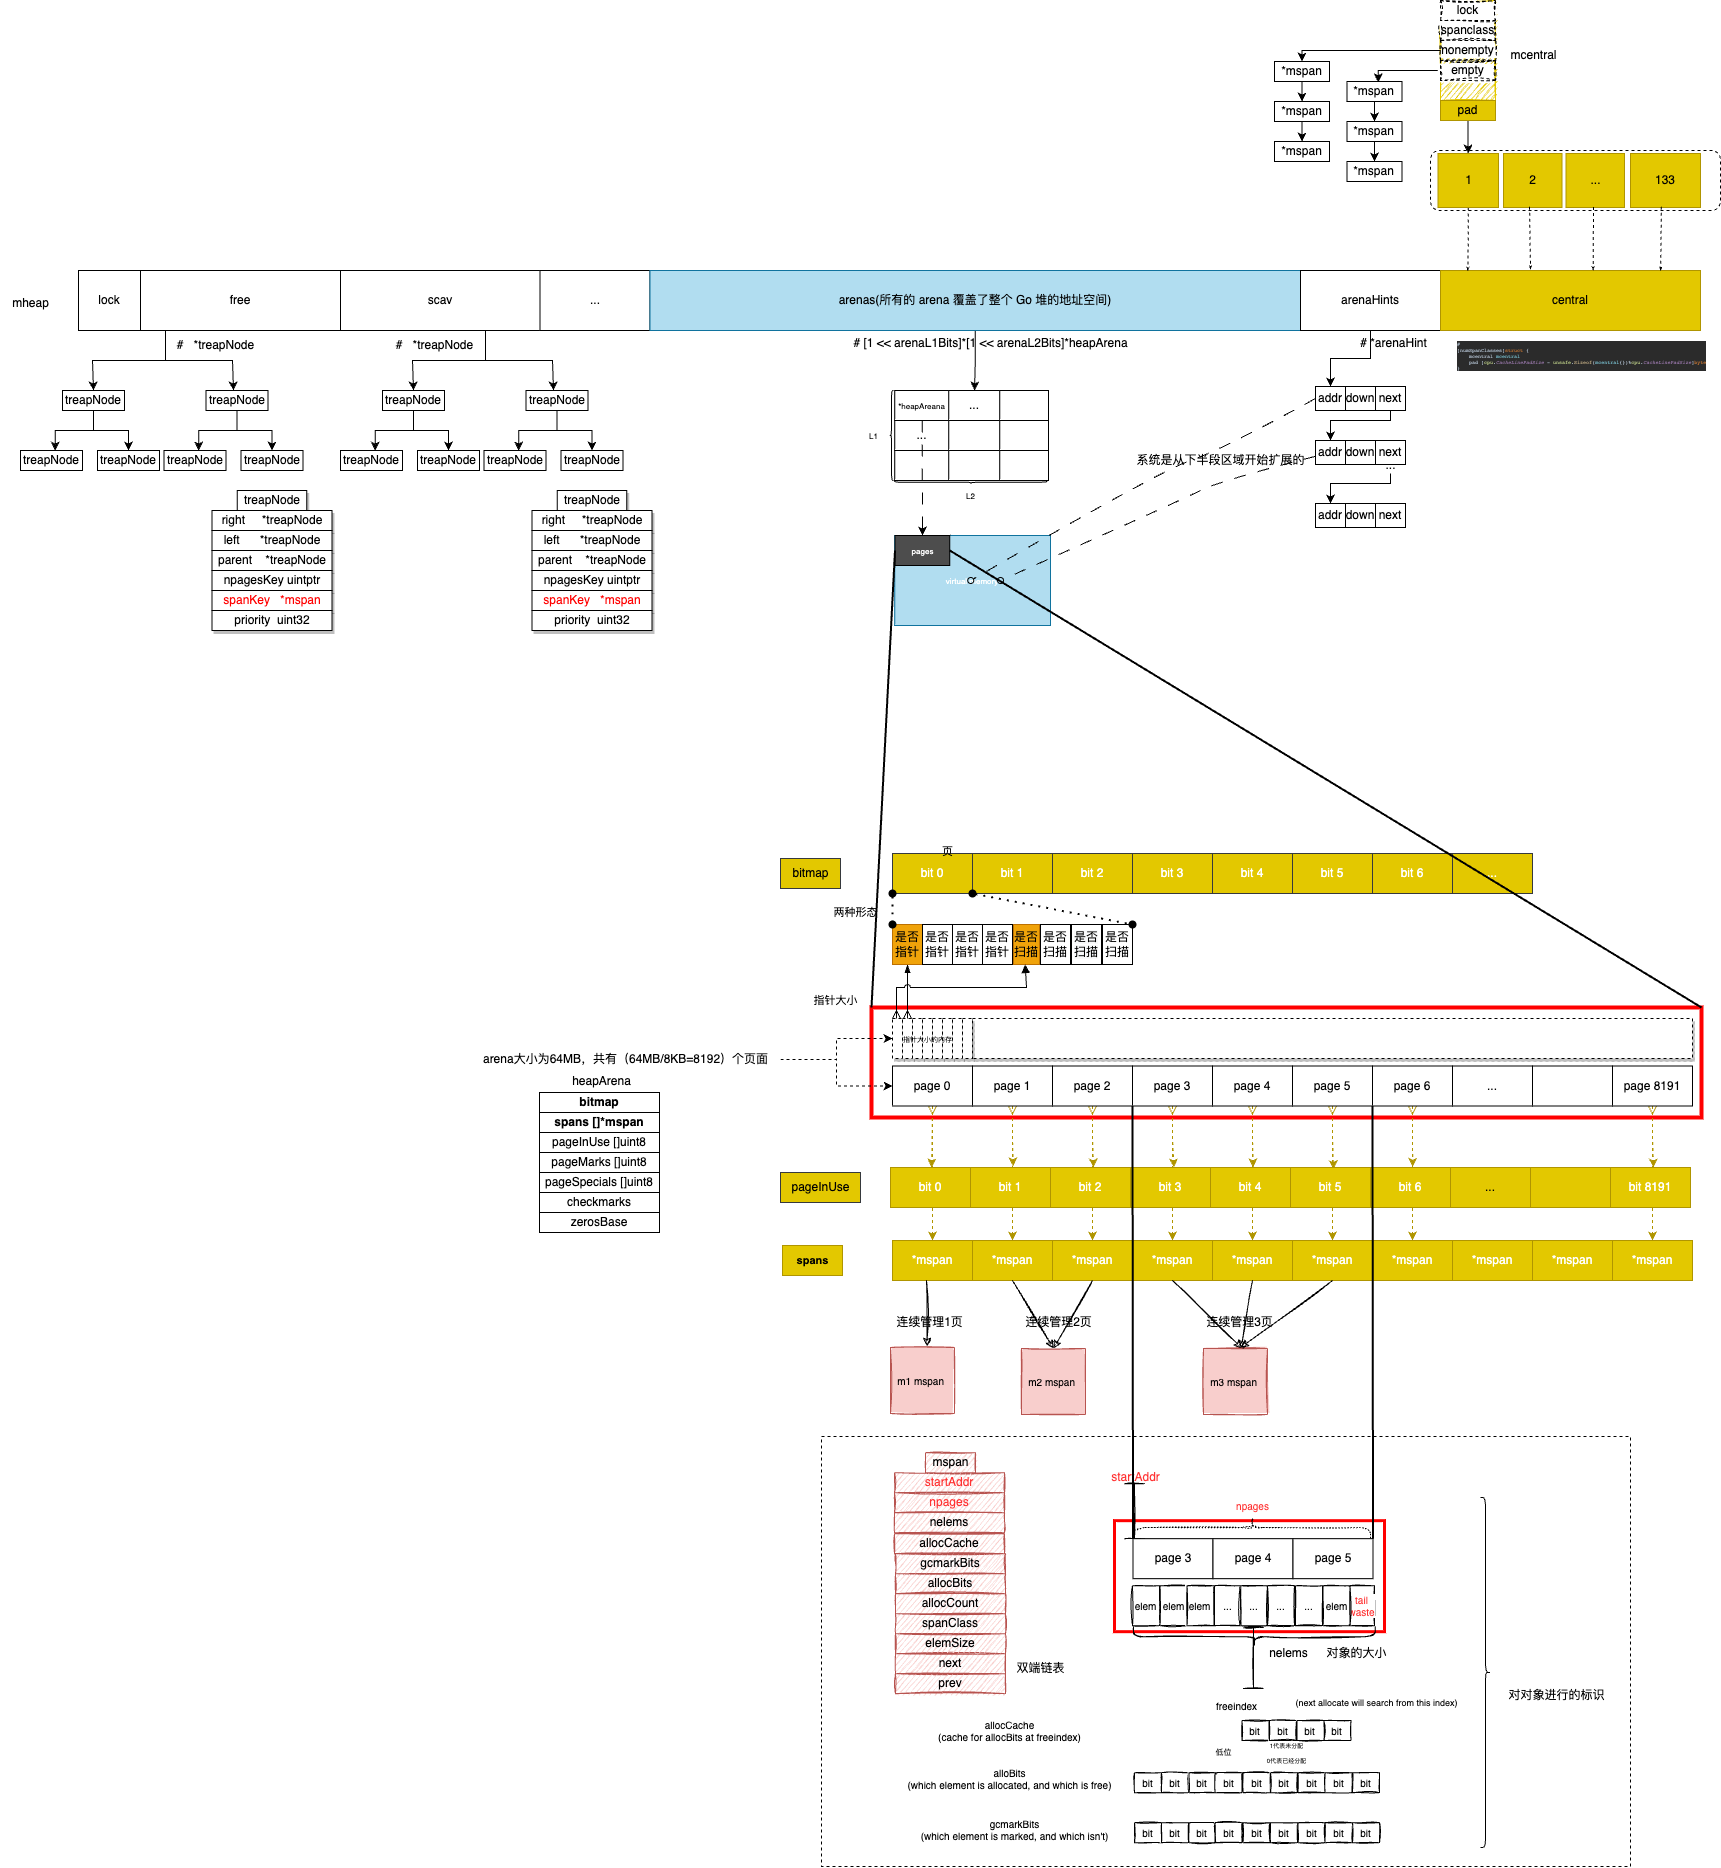 lock
spanclass
nonempty
mcentral
empty
*mspan
*mspan
*mspan
*mspan
*mspan
*mspan
pad
1
2
...
133
mheap
lock
free
scav
...
arenas(所有的 arena 覆盖了整个 Go 堆的地址空间)
arenaHints
central
# *treapNode
# *treapNode
# [1 << arenaL1Bits]*[1 << arenaL2Bits]*heapArena
# *arenaHint
treapNode
treapNode
treapNode
treapNode
treapNode
treapNode
treapNode
treapNode
treapNode
treapNode
treapNode
treapNode
*heapAreana
...
...
L1
L2
addr down next
addr down next
...
addr down next
系统是从下半段区域开始扩展的
treapNode
right *treapNode
left *treapNode
parent *treapNode
npagesKey uintptr
spanKey *mspan
priority uint32
treapNode
right *treapNode
left *treapNode
parent *treapNode
npagesKey uintptr
spanKey *mspan
priority uint32
pages
页
bitmap
bit 0
bit 1
bit 2
bit 3
bit 4
bit 5
bit 6
...
两种形态
是否指针
是否指针
是否指针
是否指针
是否扫描
是否扫描
是否扫描
是否扫描
指针大小
指针大小的内存
arena大小为64MB，共有（64MB/8KB=8192）个页面
page 0
page 1
page 2
page 3
page 4
page 5
page 6
...
page 8191
heapArena
bitmap
spans []*mspan
pageInUse []uint8
pageMarks []uint8
pageSpecials []uint8
checkmarks
zerosBase
pageInUse
bit 0
bit 1
bit 2
bit 3
bit 4
bit 5
bit 6
...
bit 8191
spans
*mspan
*mspan
*mspan
*mspan
*mspan
*mspan
*mspan
*mspan
*mspan
*mspan
连续管理1页
连续管理2页
连续管理3页
m1 mspan
m2 mspan
m3 mspan
mspan
startAddr
npages
nelems
allocCache
gcmarkBits
allocBits
allocCount
spanClass
elemSize
next
prev
双端链表
startAddr
npages
page 3
page 4
page 5
elem
elem
elem
...
...
...
...
elem
tail waste
nelems
对象的大小
freeindex
(next allocate will search from this index)
对对象进行的标识
allocCache
(cache for allocBits at freeindex)
bit bit bit bit
低位
1代表未分配
0代表已经分配
alloBits
(which element is allocated, and which is free)
bit bit bit bit bit bit bit bit bit
gcmarkBits
(which element is marked, and which isn't)
bit bit bit bit bit bit bit bit bit